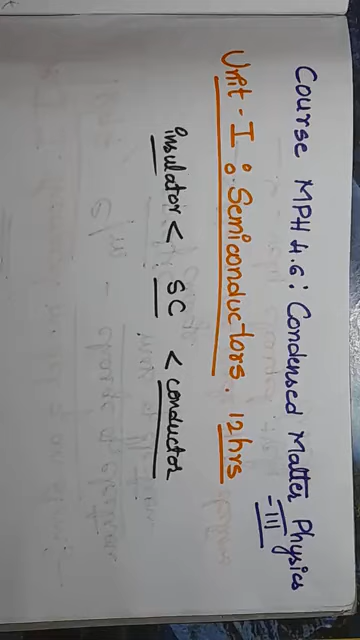 Course MPH 4.6: Condensed Matter Physics
-III
Unit - I : Semiconductors. 12hrs
insulator < SC < conductor